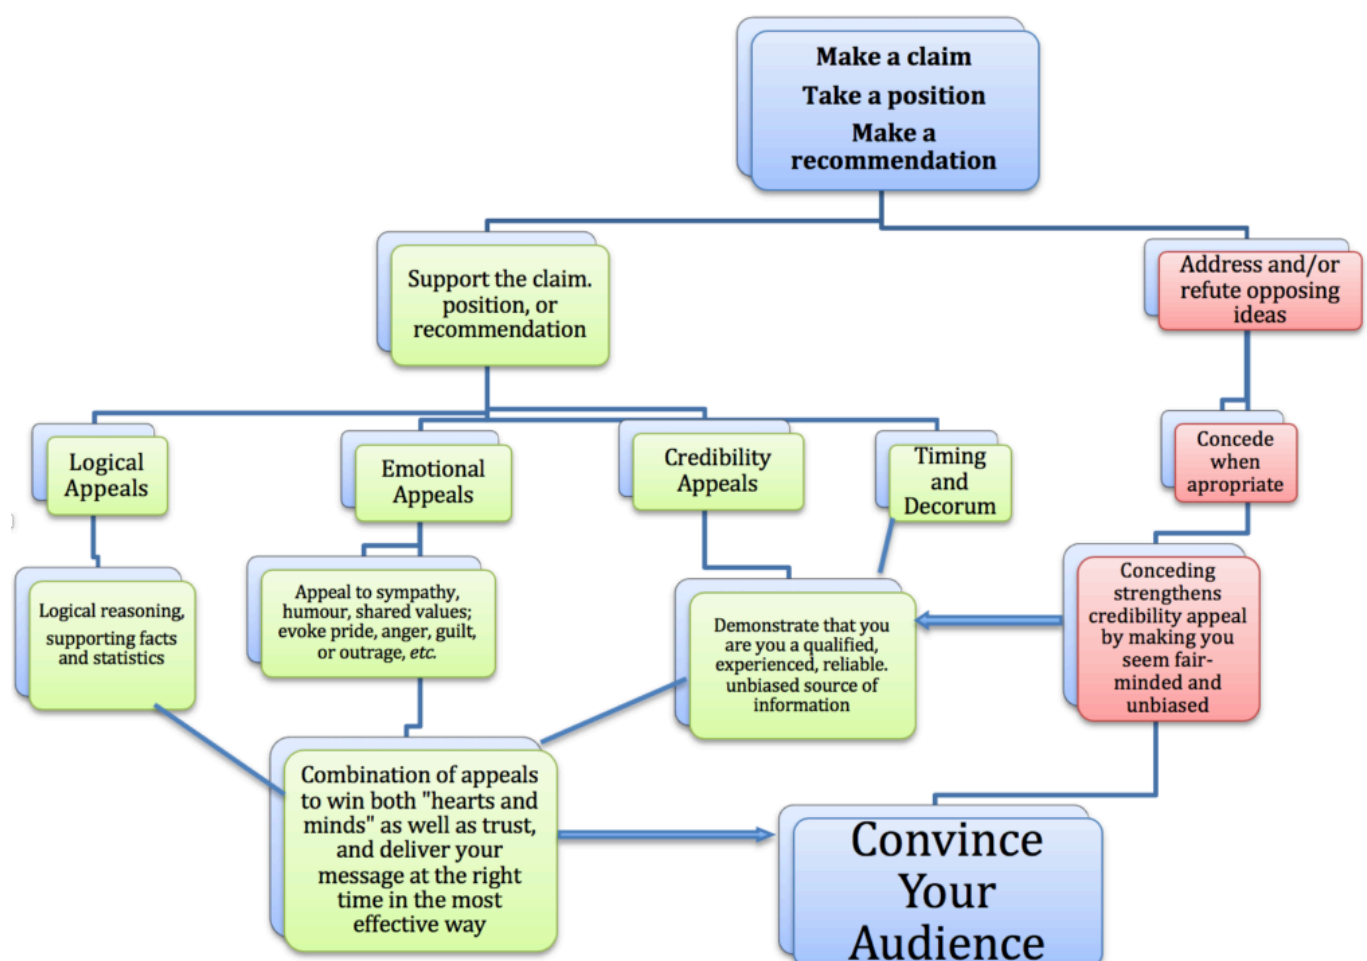 Make a claim
Take a position
Make a
recommendation
Support the claim.
position, or
recommendation
Address and/or
refute opposing
ideas
Logical
Appeals
Emotional
Appeals
Credibility
Appeals
Timing
and
Decorum
Concede
when
apropriate
Logical reasoning,
supporting facts
and statistics
Appeal to sympathy,
humour, shared values;
evoke pride, anger, guilt,
or outrage, etc.
Demonstrate that you
are you a qualified,
experienced, reliable.
unbiased source of
information
Conceding
strengthens
credibility appeal
by making you
seem fair-
minded and
unbiased
Combination of appeals
to win both "hearts and
minds" as well as trust,
and deliver your
message at the right
time in the most
effective way
Convince
Your
Audience